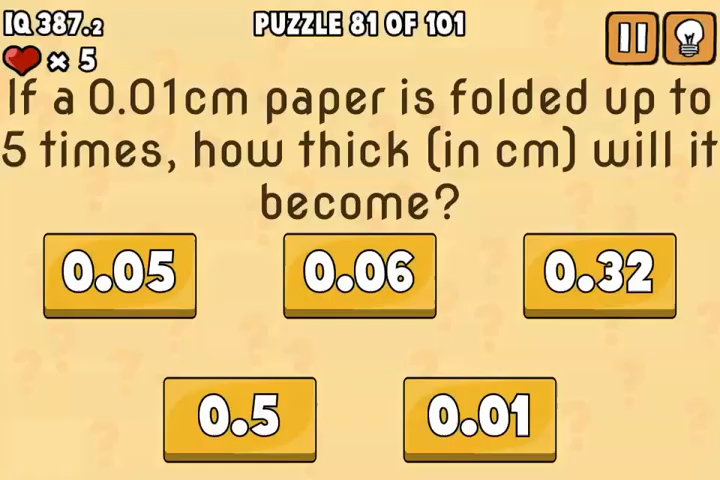 IQ 387.2
PUZZLE 81 OF 101
× 5
If a 0.01cm paper is folded up to
5 times, how thick (in cm) will it
become?
0.05 0.06 0.32
0.5 0.01